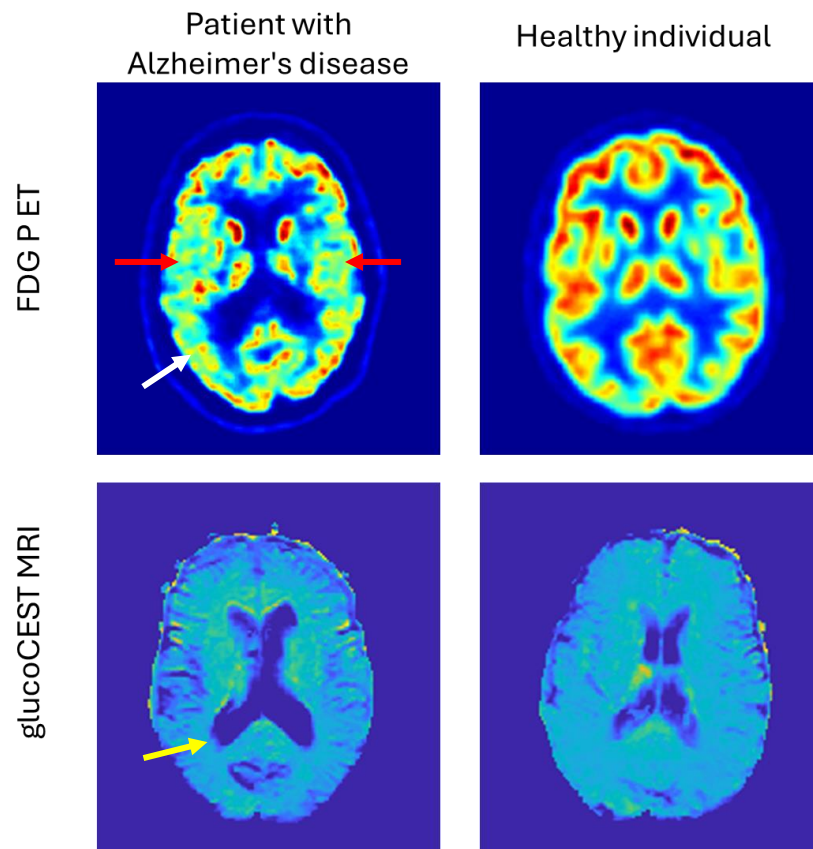 Patient with
Alzheimer's disease
Healthy individual
FDG P ET
glucoCEST MRI